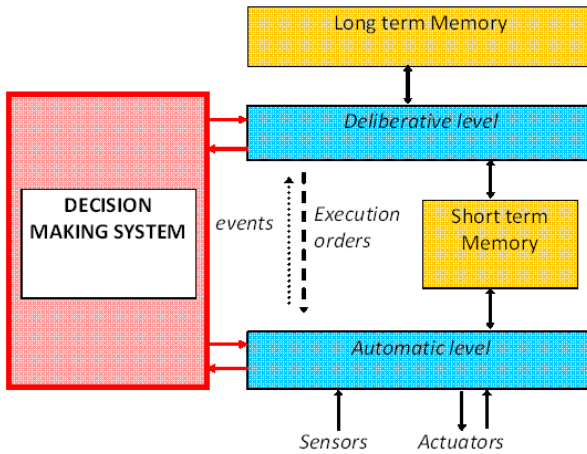 Long term Memory
Deliberative level
DECISION
MAKING SYSTEM
events
Execution
orders
Short term
Memory
Automatic level
Sensors
Actuators